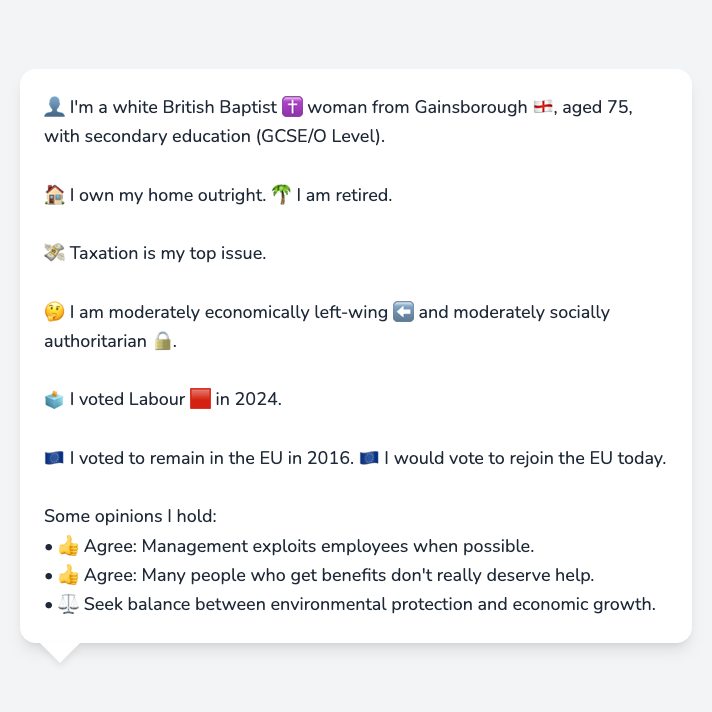 👤 I'm a white British Baptist ✝️ woman from Gainsborough 🏴󠁧󠁢󠁥󠁮󠁧󠁿, aged 75,
with secondary education (GCSE/O Level).
🏠 I own my home outright. 🌴 I am retired.
💸 Taxation is my top issue.
🤔 I am moderately economically left-wing ⬅️ and moderately socially
authoritarian 🔒.
🗳️ I voted Labour 🟥 in 2024.
🇪🇺 I voted to remain in the EU in 2016. 🇪🇺 I would vote to rejoin the EU today.
Some opinions I hold:
• 👍 Agree: Management exploits employees when possible.
• 👍 Agree: Many people who get benefits don't really deserve help.
• ⚖️ Seek balance between environmental protection and economic growth.